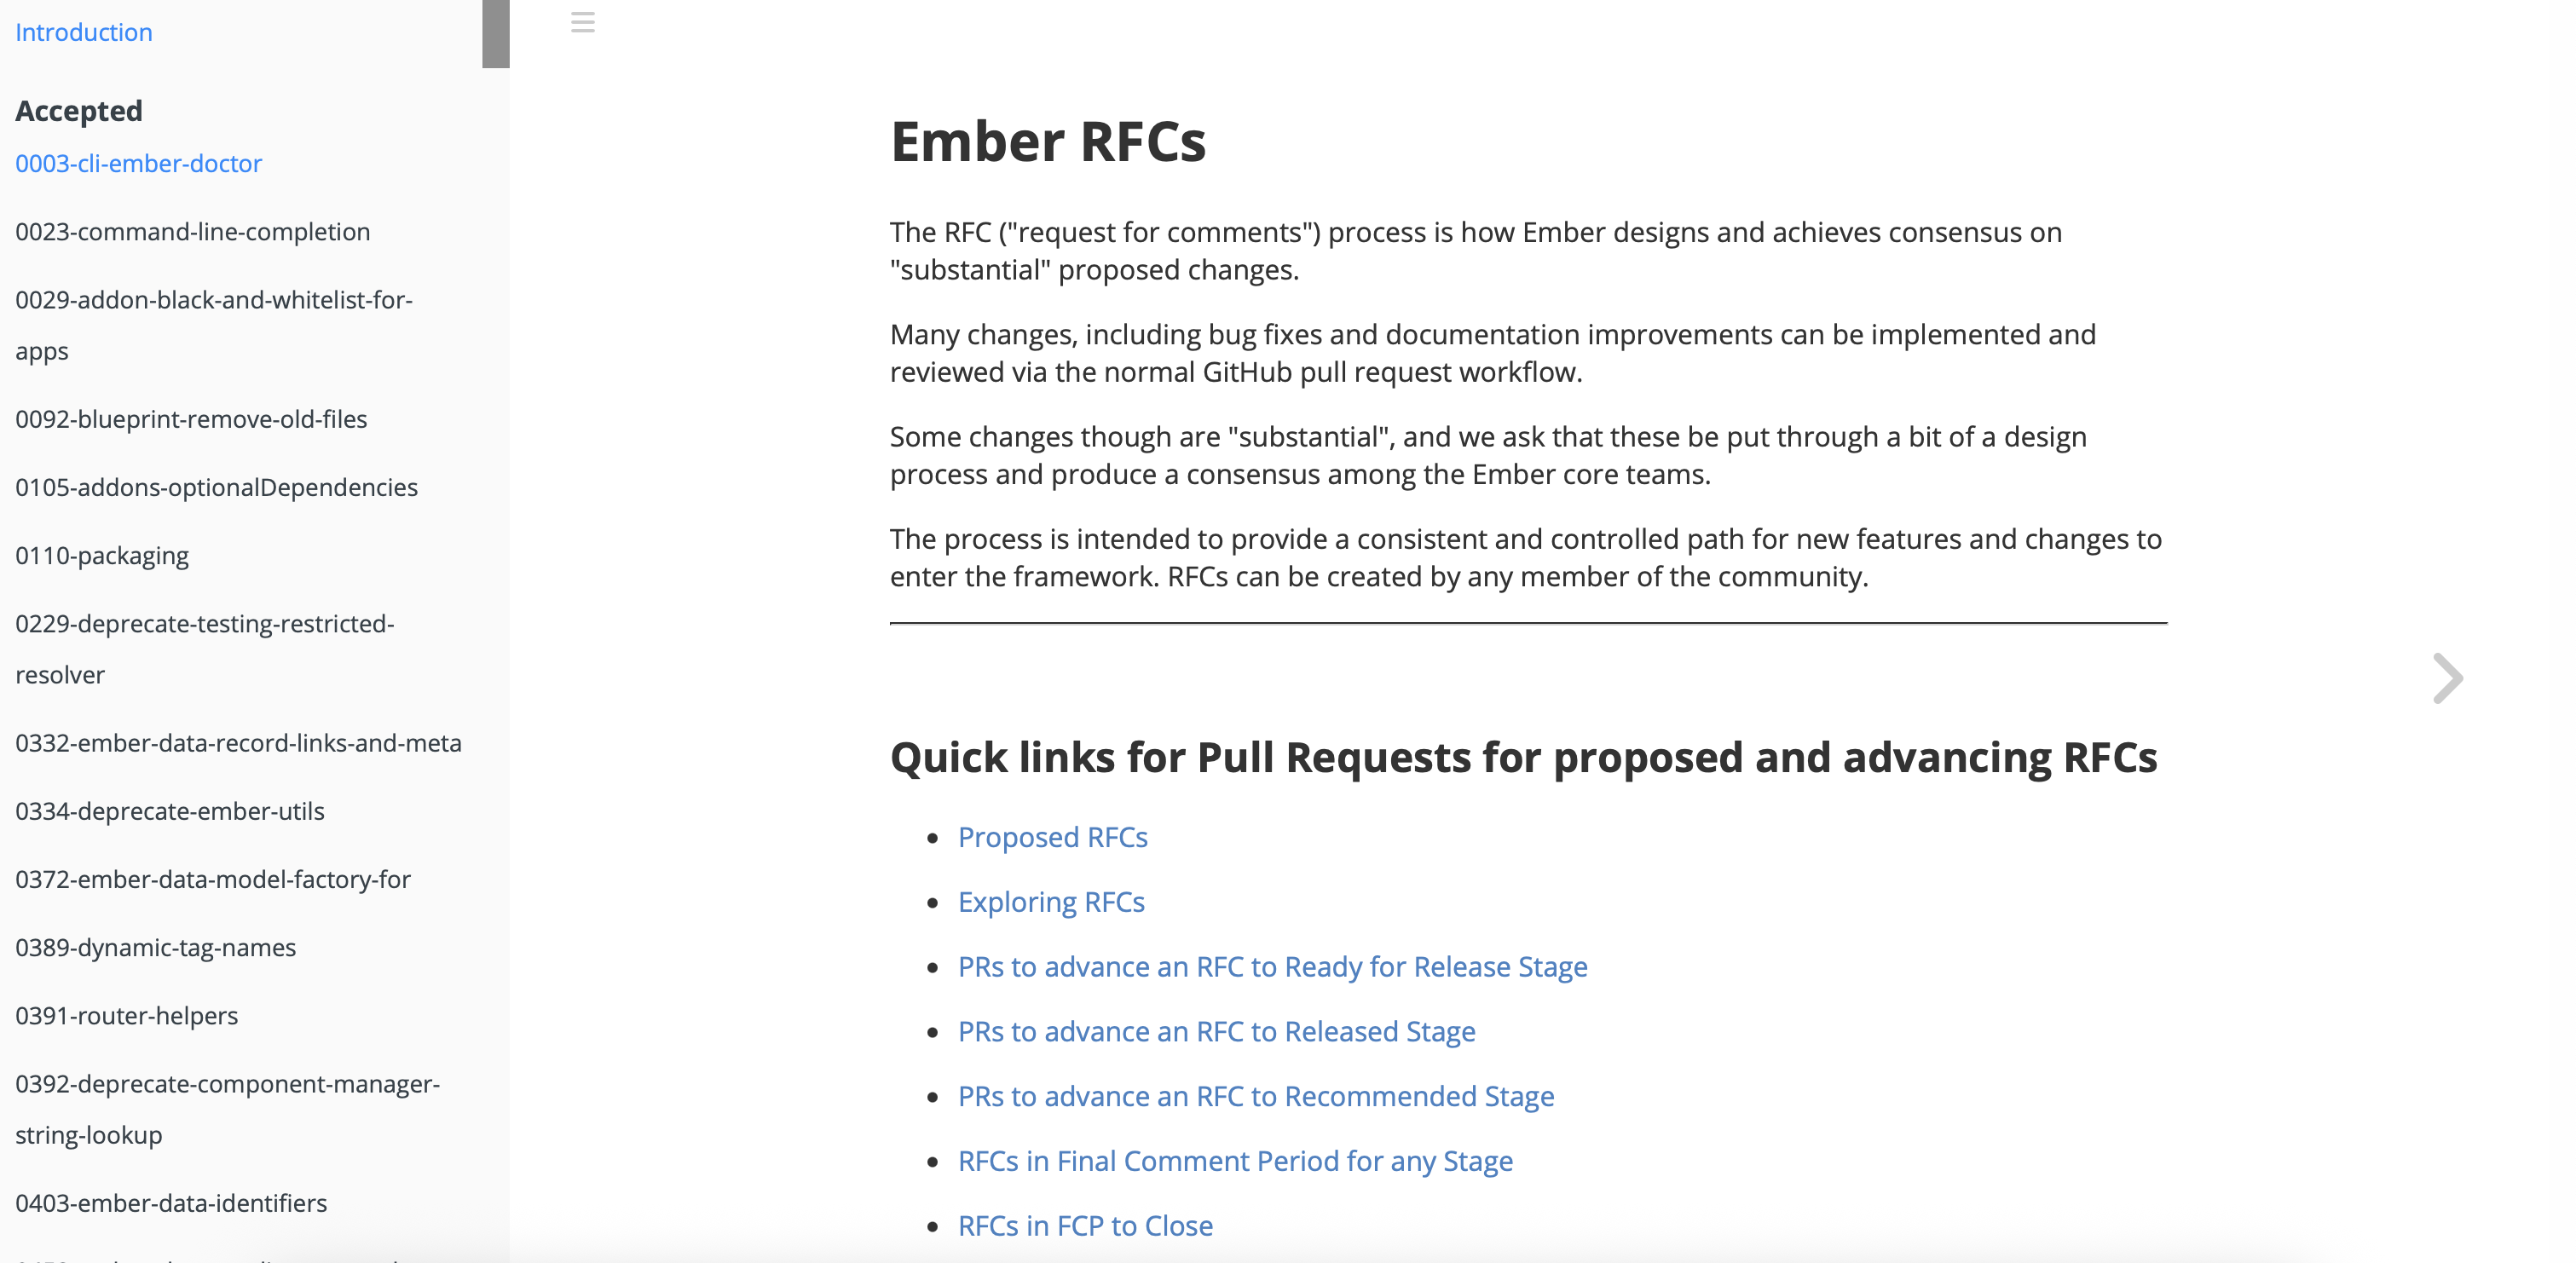 Introduction
Accepted
0003-cli-ember-doctor
0023-command-line-completion
0029-addon-black-and-whitelist-for-
apps
0092-blueprint-remove-old-files
0105-addons-optionalDependencies
0110-packaging
0229-deprecate-testing-restricted-
resolver
0332-ember-data-record-links-and-meta
0334-deprecate-ember-utils
0372-ember-data-model-factory-for
0389-dynamic-tag-names
0391-router-helpers
0392-deprecate-component-manager-
string-lookup
0403-ember-data-identifiers
Ember RFCs
The RFC ("request for comments") process is how Ember designs and achieves consensus on
"substantial" proposed changes.
Many changes, including bug fixes and documentation improvements can be implemented and
reviewed via the normal GitHub pull request workflow.
Some changes though are "substantial", and we ask that these be put through a bit of a design
process and produce a consensus among the Ember core teams.
The process is intended to provide a consistent and controlled path for new features and changes to
enter the framework. RFCs can be created by any member of the community.
Quick links for Pull Requests for proposed and advancing RFCs
• Proposed RFCs
• Exploring RFCs
• PRs to advance an RFC to Ready for Release Stage
• PRs to advance an RFC to Released Stage
• PRs to advance an RFC to Recommended Stage
• RFCs in Final Comment Period for any Stage
• RFCs in FCP to Close